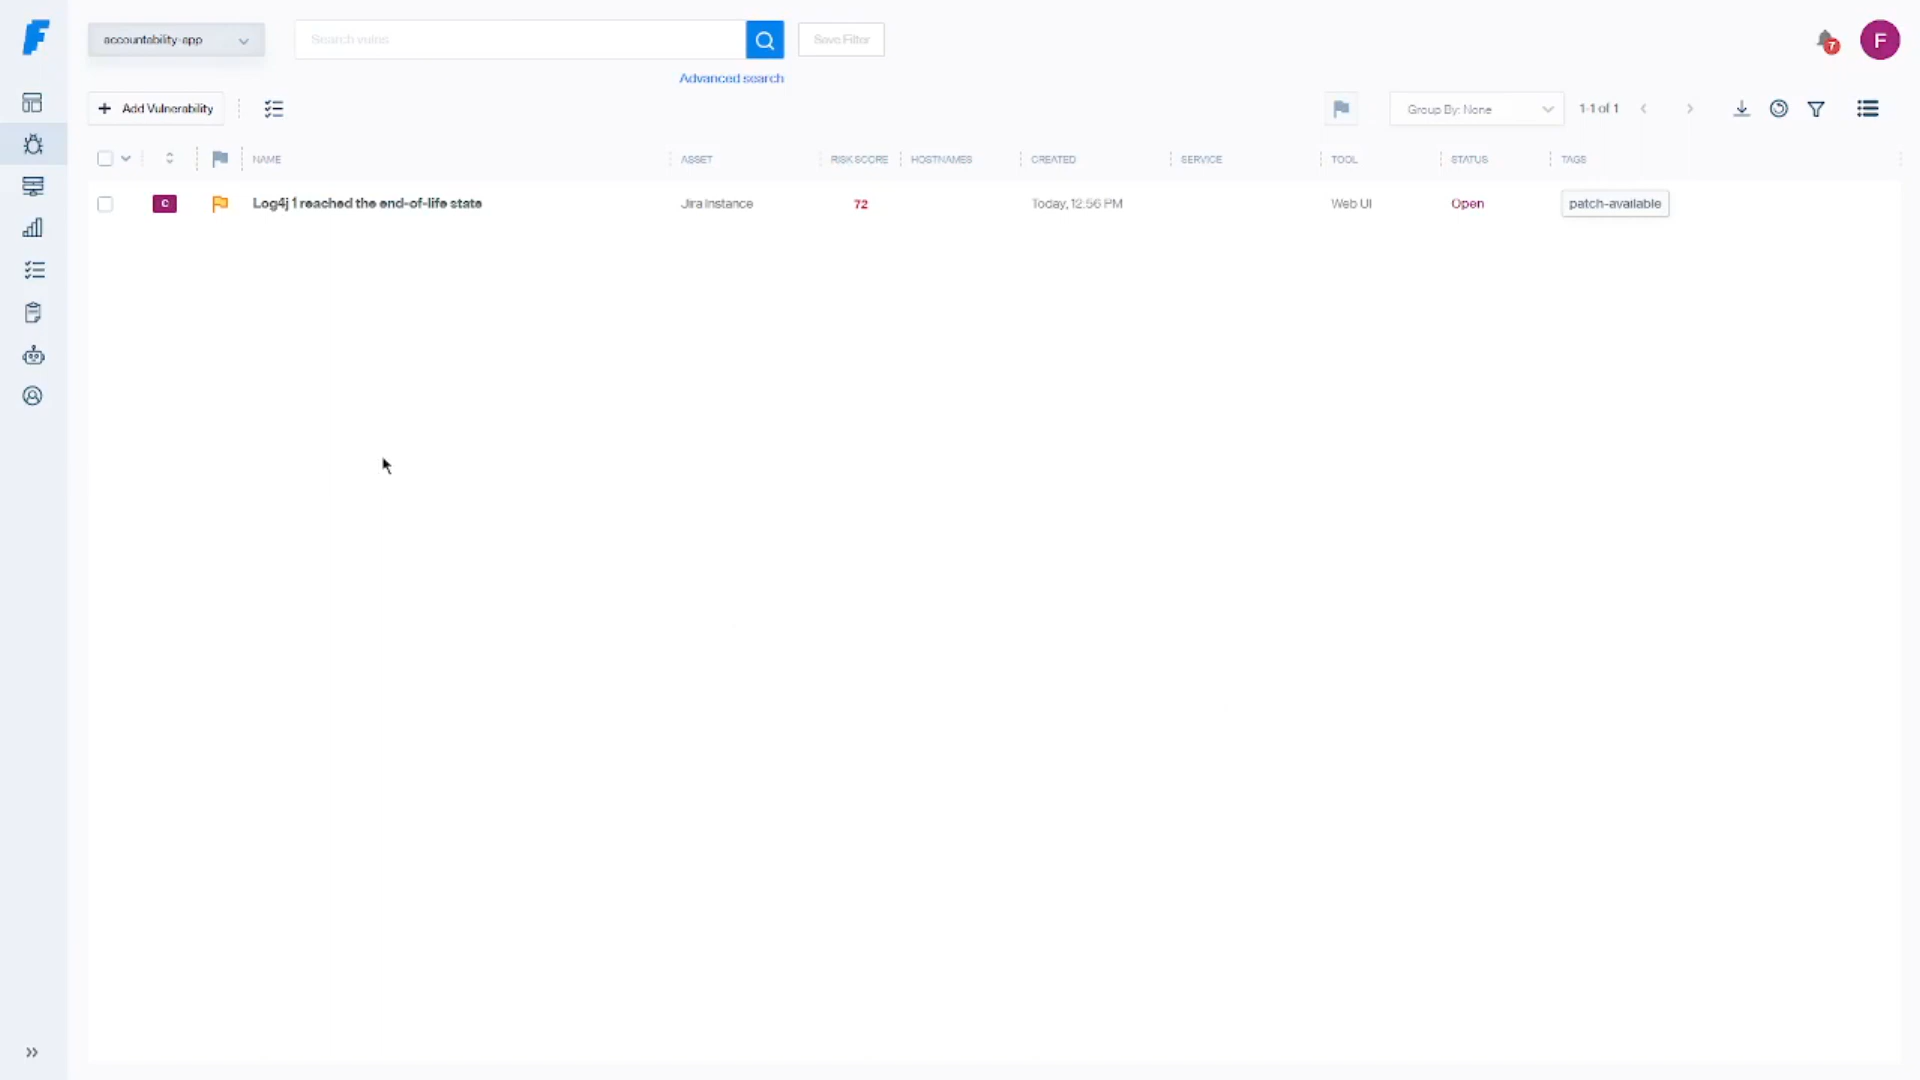 accountability-app
Search vulns
Save Filter
7
F
Advanced search
+ Add Vulnerability
Group By: None
1-1 of 1
NAME
ASSET
RISK SCORE
HOSTNAMES
CREATED
SERVICE
TOOL
STATUS
TAGS
C
Log4j 1 reached the end-of-life state
Jira Instance
72
Today, 12:56 PM
Web UI
Open
patch-available